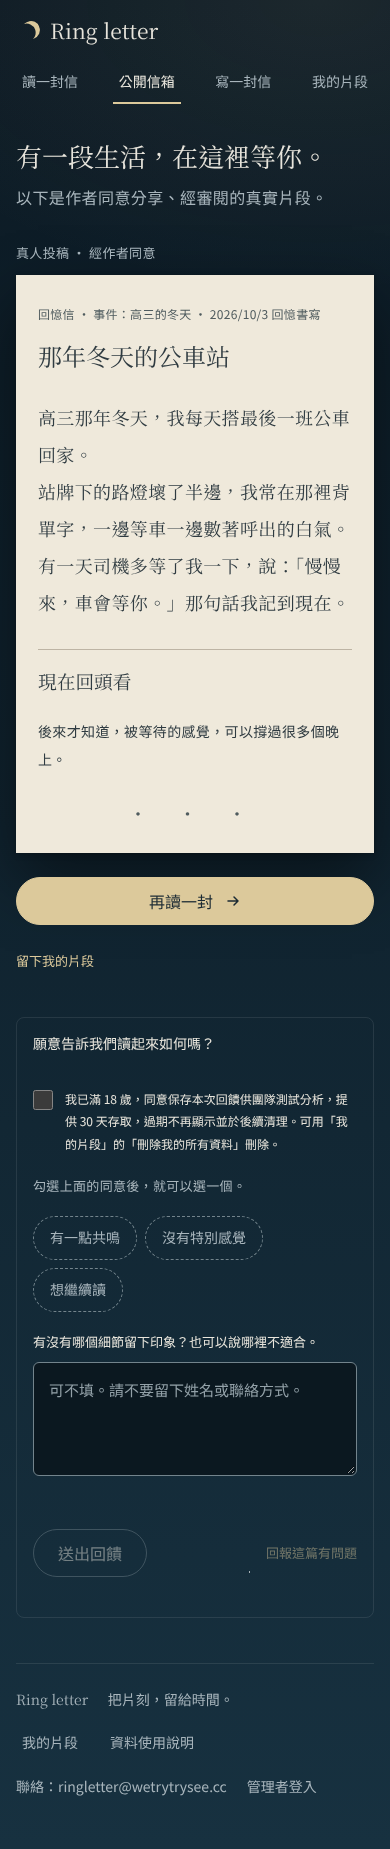 Ring letter
讀一封信 公開信箱 寫一封信 我的片段
有一段生活，在這裡等你。
以下是作者同意分享、經審閱的真實片段。
真人投稿 · 經作者同意
回憶信 · 事件：高三的冬天 · 2026/10/3 回憶書寫
那年冬天的公車站
高三那年冬天，我每天搭最後一班公車
回家。
站牌下的路燈壞了半邊，我常在那裡背
單字，一邊等車一邊數著呼出的白氣。
有一天司機多等了我一下，說：「慢慢
來，車會等你。」那句話我記到現在。
現在回頭看
後來才知道，被等待的感覺，可以撐過很多個晚
上。
· · ·
再讀一封 →
留下我的片段
願意告訴我們讀起來如何嗎？
我已滿 18 歲，同意保存本次回饋供團隊測試分析，提
供 30 天存取，過期不再顯示並於後續清理。可用「我
的片段」的「刪除我的所有資料」刪除。
勾選上面的同意後，就可以選一個。
有一點共鳴 沒有特別感覺
想繼續讀
有沒有哪個細節留下印象？也可以說哪裡不適合。
可不填。請不要留下姓名或聯絡方式。
送出回饋 回報這篇有問題
Ring letter 把片刻，留給時間。
我的片段 資料使用說明
聯絡：ringletter@wetrytrysee.cc 管理者登入